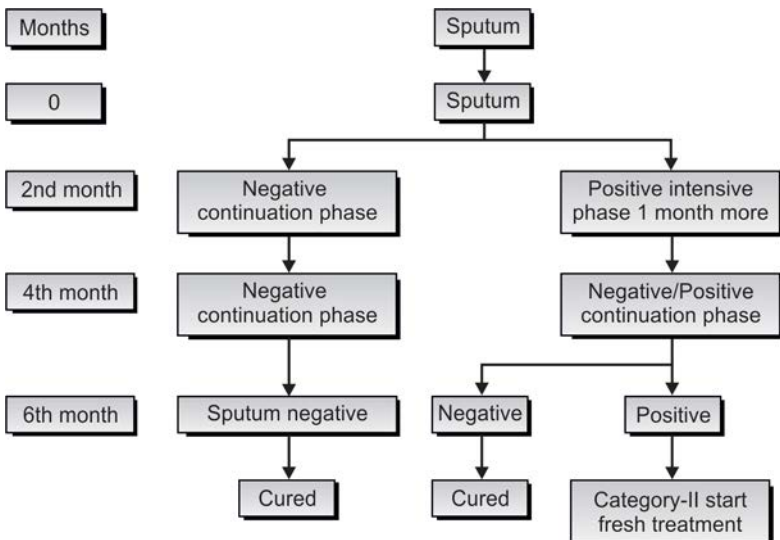 Months
Sputum
0
Sputum
2nd month
Negative
continuation phase
Positive intensive
phase 1 month more
4th month
Negative
continuation phase
Negative/Positive
continuation phase
6th month
Sputum negative
Negative
Positive
Cured
Cured
Category-II start
fresh treatment